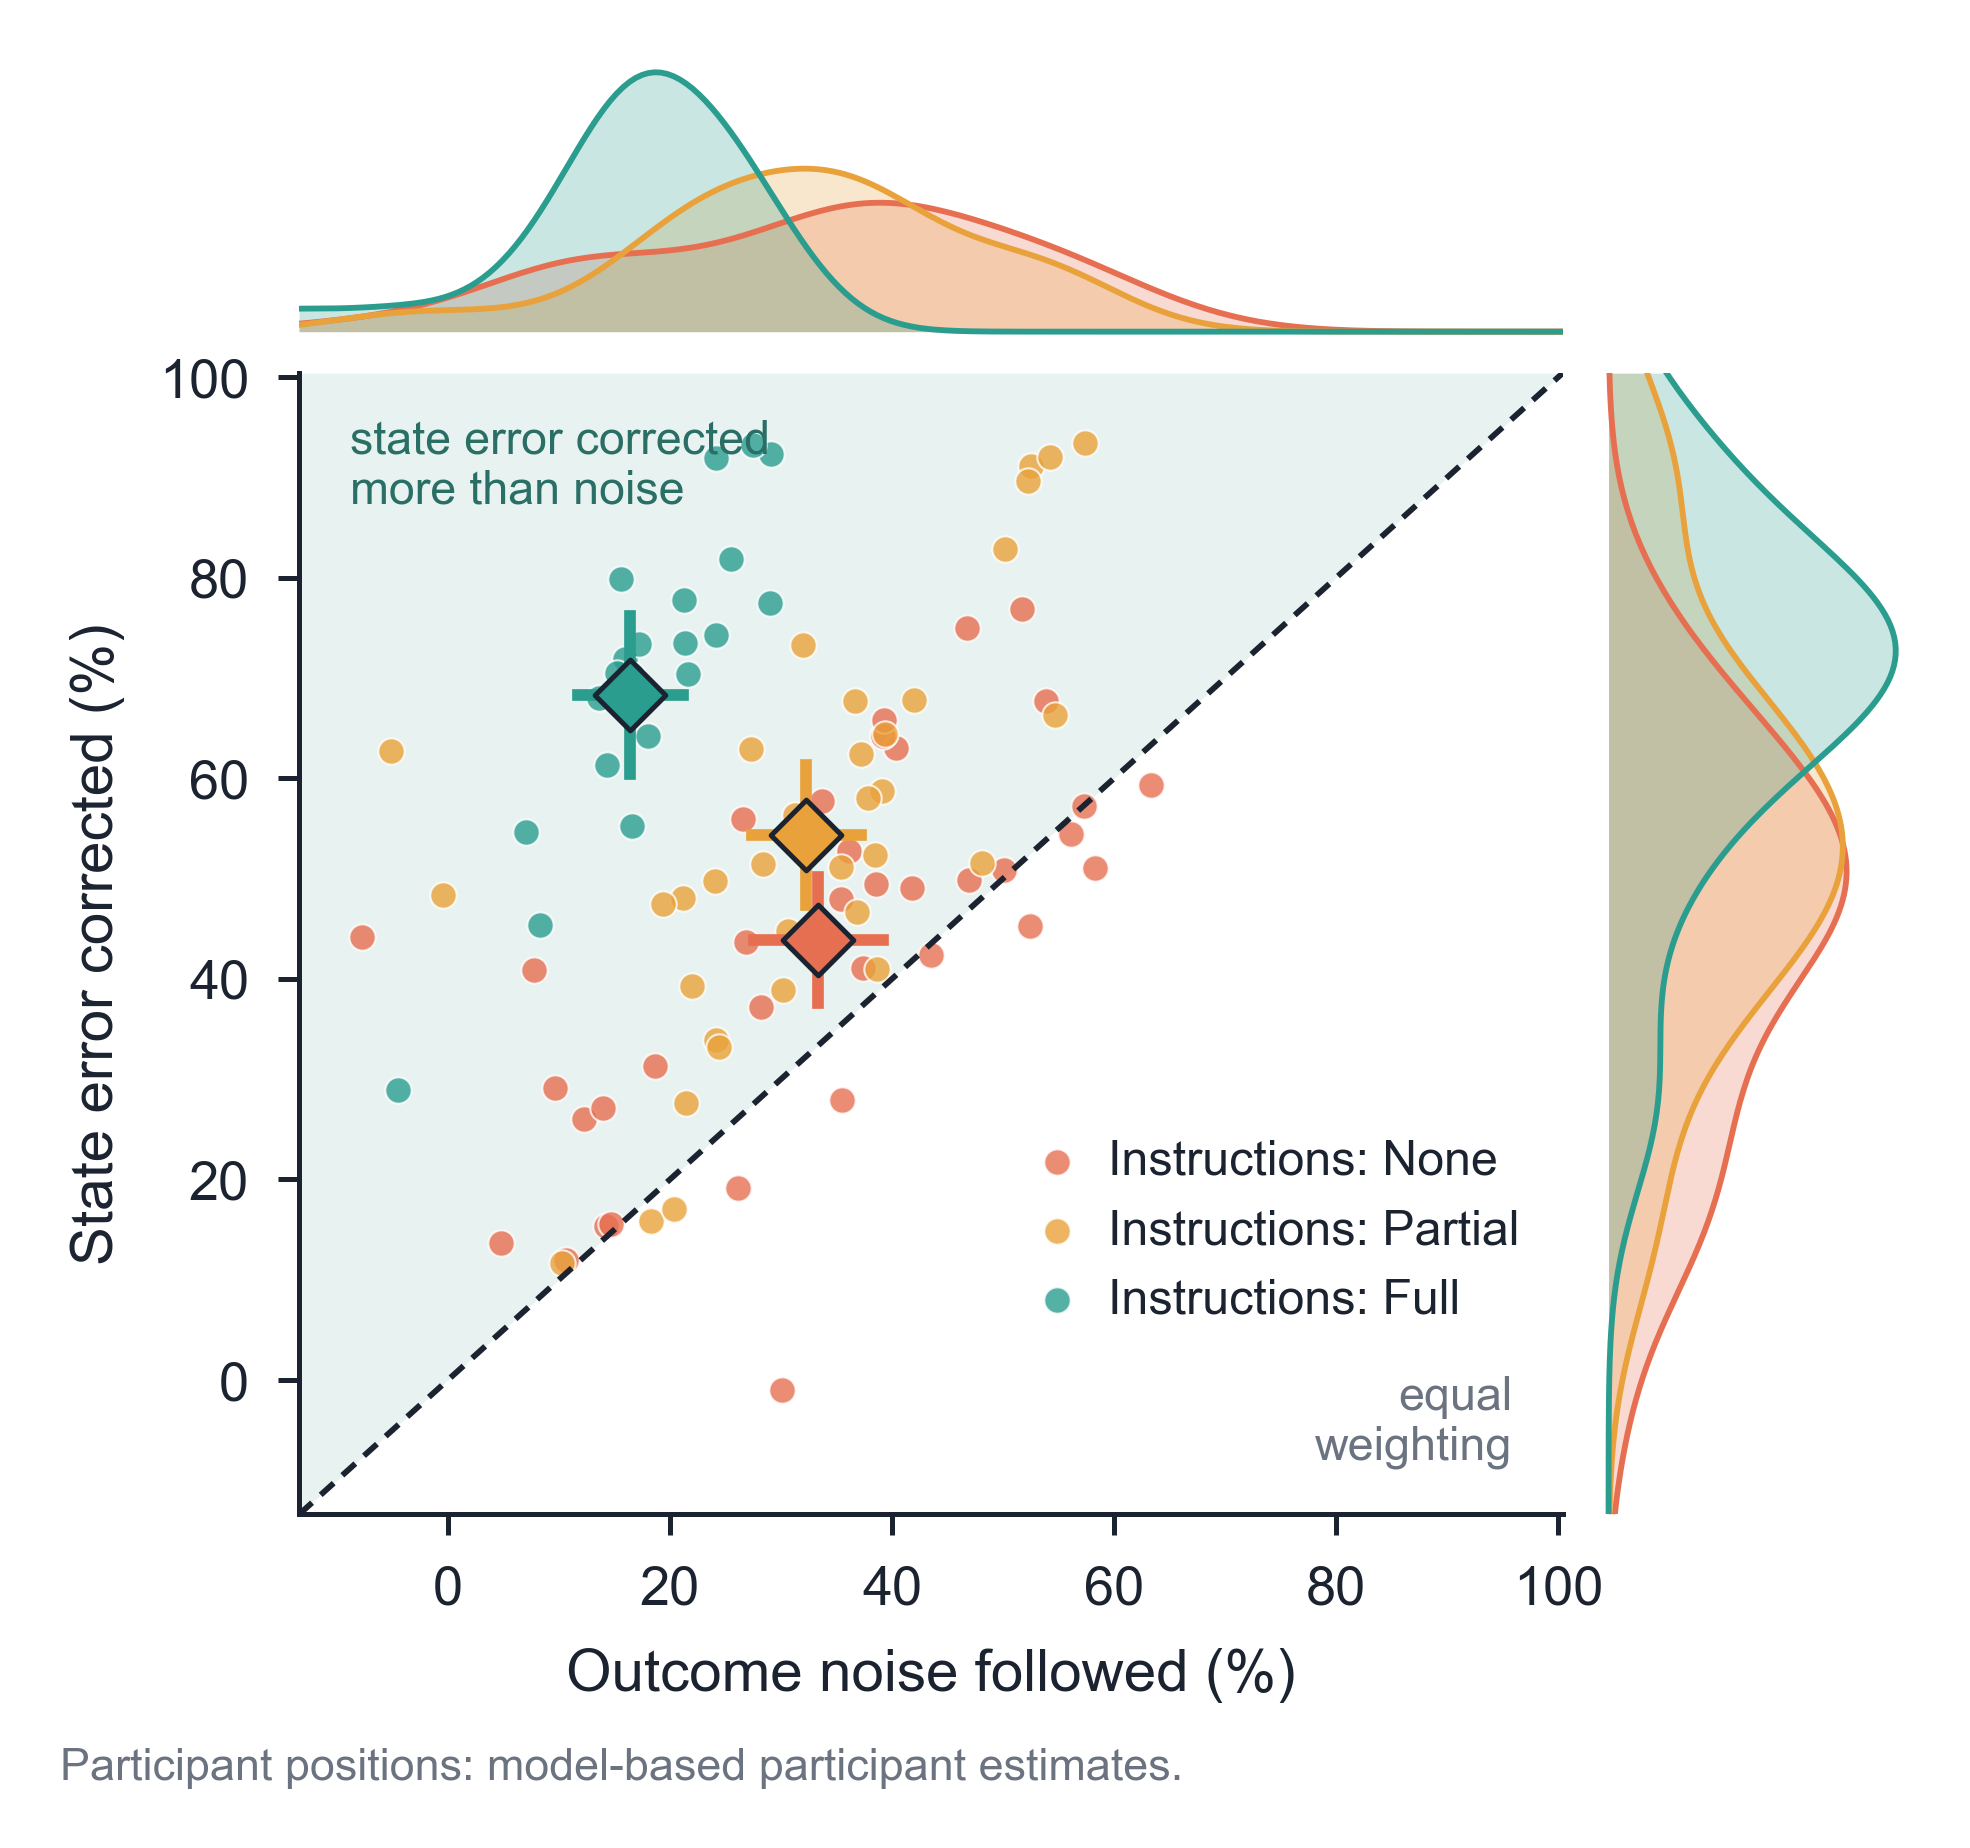 100
80
60
40
20
0
State error corrected (%)
state error corrected
more than noise
Instructions: None
Instructions: Partial
Instructions: Full
equal
weighting
0 20 40 60 80 100
Outcome noise followed (%)
Participant positions: model-based participant estimates.